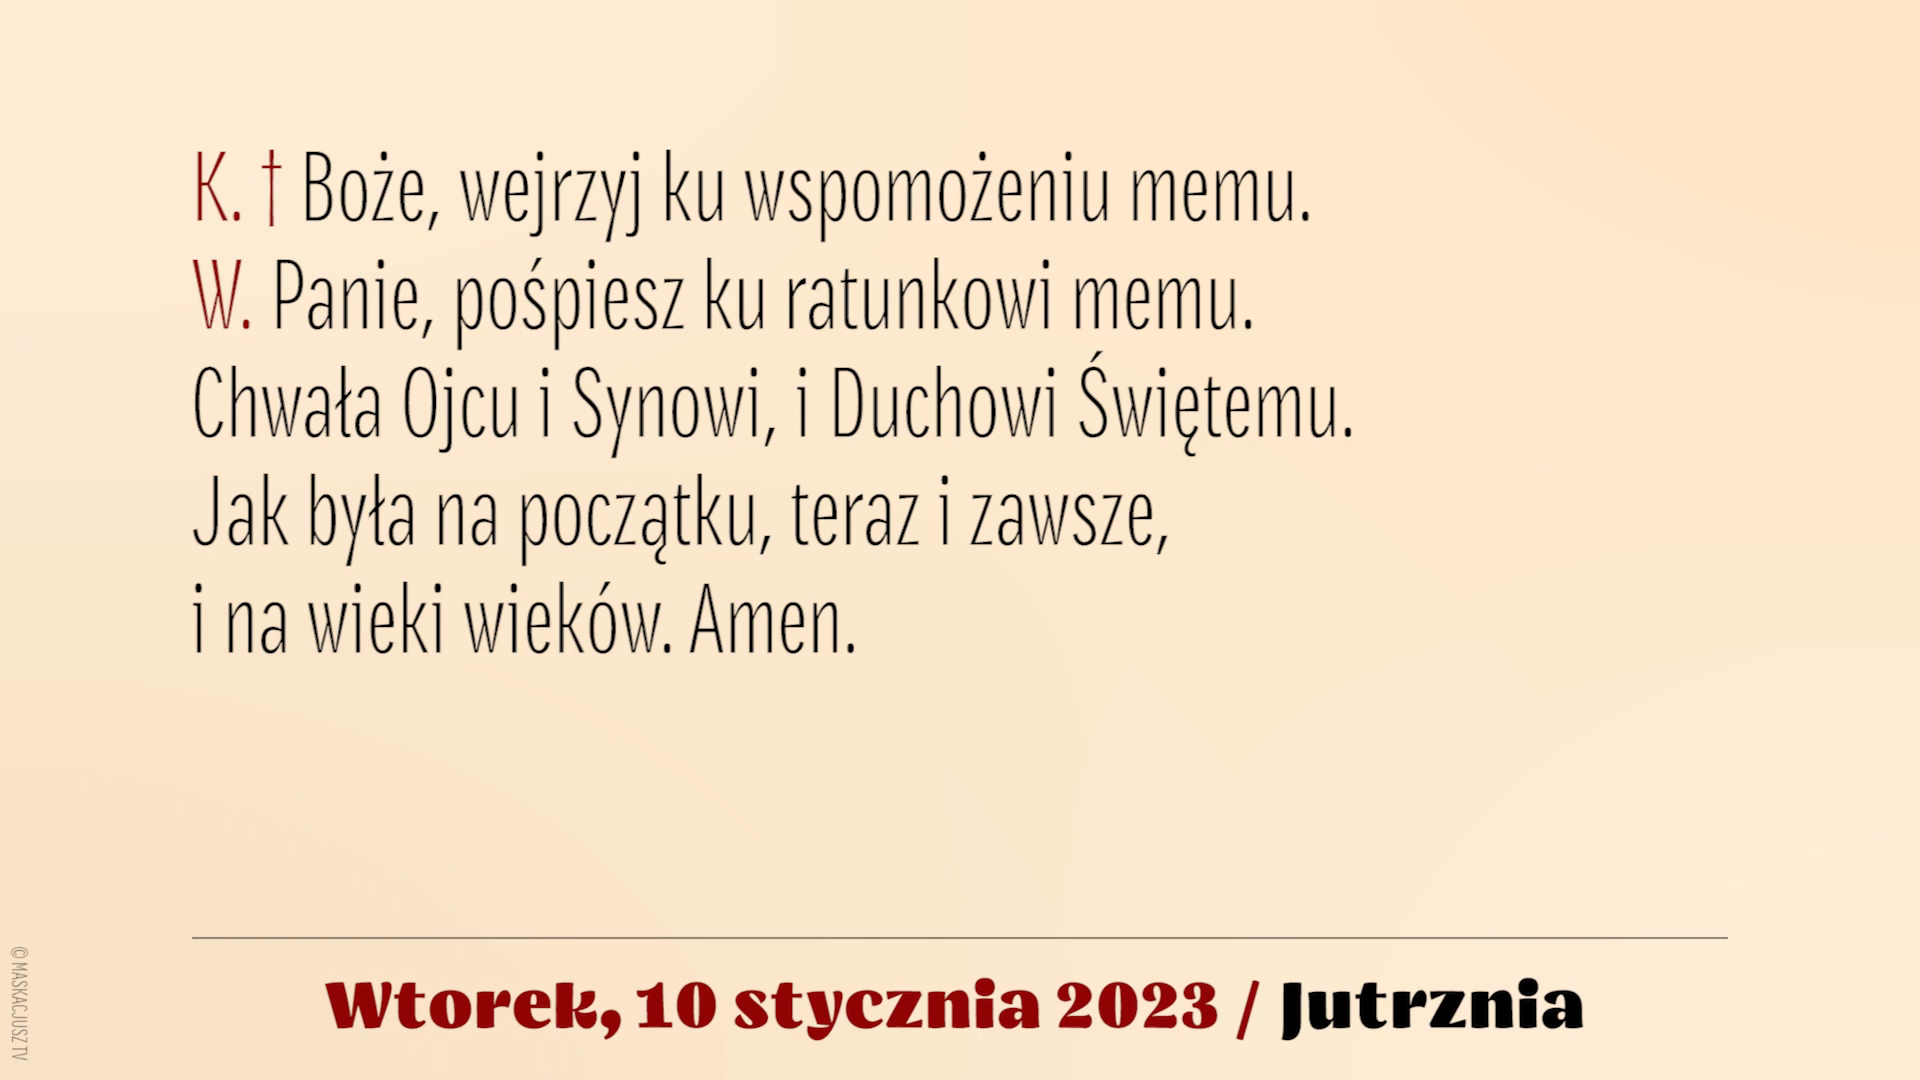 K. † Boże, wejrzyj ku wspomożeniu memu.
W. Panie, pośpiesz ku ratunkowi memu.
Chwała Ojcu i Synowi, i Duchowi Świętemu.
Jak była na początku, teraz i zawsze,
i na wieki wieków. Amen.
Wtorek, 10 stycznia 2023 / Jutrznia
© MASKACJUSZ TV